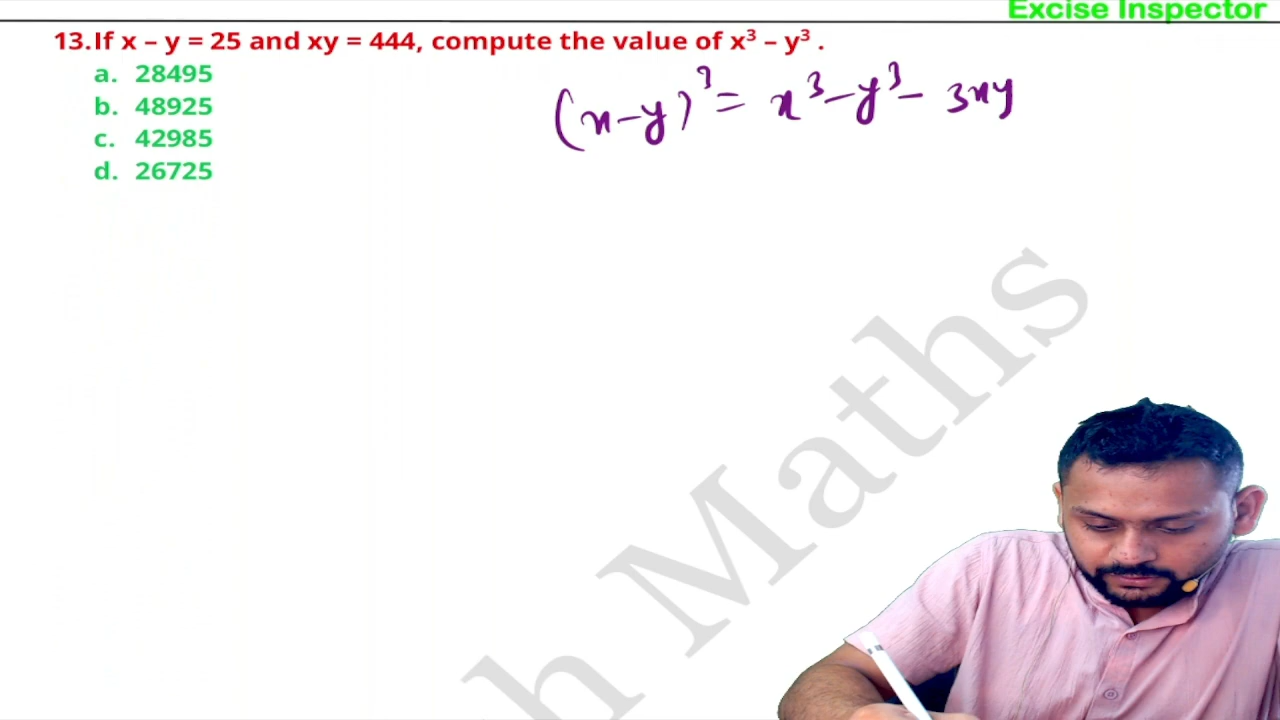 Excise Inspector
13. If x – y = 25 and xy = 444, compute the value of x³ – y³ .
a. 28495
b. 48925
c. 42985
d. 26725
(x-y)³ = x³-y³- 3xy
h Maths